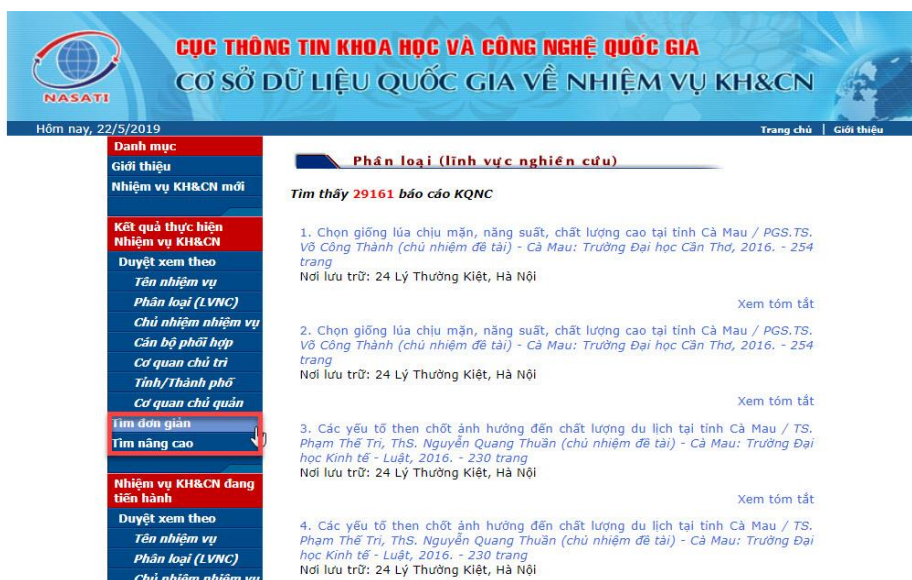 CỤC THÔNG TIN KHOA HỌC VÀ CÔNG NGHỆ QUỐC GIA
CƠ SỞ DỮ LIỆU QUỐC GIA VỀ NHIỆM VỤ KH&CN
NASATI
Hôm nay, 22/5/2019
Trang chủ | Giới thiệu
Danh mục
Giới thiệu
Nhiệm vụ KH&CN mới
Kết quả thực hiện
Nhiệm vụ KH&CN
Duyệt xem theo
Tên nhiệm vụ
Phân loại (LVNC)
Chủ nhiệm nhiệm vụ
Cán bộ phối hợp
Cơ quan chủ trì
Tỉnh/Thành phố
Cơ quan chủ quản
Tìm đơn giản
Tìm nâng cao
Nhiệm vụ KH&CN đang
tiến hành
Duyệt xem theo
Tên nhiệm vụ
Phân loại (LVNC)
Chủ nhiệm nhiệm vụ
Phân loại (lĩnh vực nghiên cứu)
Tìm thấy 29161 báo cáo KQNC
1. Chọn giống lúa chịu mặn, năng suất, chất lượng cao tại tỉnh Cà Mau / PGS.TS.
Võ Công Thành (chủ nhiệm đề tài) - Cà Mau: Trường Đại học Cần Thơ, 2016. - 254
trang
Nơi lưu trữ: 24 Lý Thường Kiệt, Hà Nội
Xem tóm tắt
2. Chọn giống lúa chịu mặn, năng suất, chất lượng cao tại tỉnh Cà Mau / PGS.TS.
Võ Công Thành (chủ nhiệm đề tài) - Cà Mau: Trường Đại học Cần Thơ, 2016. - 254
trang
Nơi lưu trữ: 24 Lý Thường Kiệt, Hà Nội
Xem tóm tắt
3. Các yếu tố then chốt ảnh hưởng đến chất lượng du lịch tại tỉnh Cà Mau / TS.
Phạm Thế Tri, ThS. Nguyễn Quang Thuần (chủ nhiệm đề tài) - Cà Mau: Trường Đại
học Kinh tế - Luật, 2016. - 230 trang
Nơi lưu trữ: 24 Lý Thường Kiệt, Hà Nội
Xem tóm tắt
4. Các yếu tố then chốt ảnh hưởng đến chất lượng du lịch tại tỉnh Cà Mau / TS.
Phạm Thế Tri, ThS. Nguyễn Quang Thuần (chủ nhiệm đề tài) - Cà Mau: Trường Đại
học Kinh tế - Luật, 2016. - 230 trang
Nơi lưu trữ: 24 Lý Thường Kiệt, Hà Nội